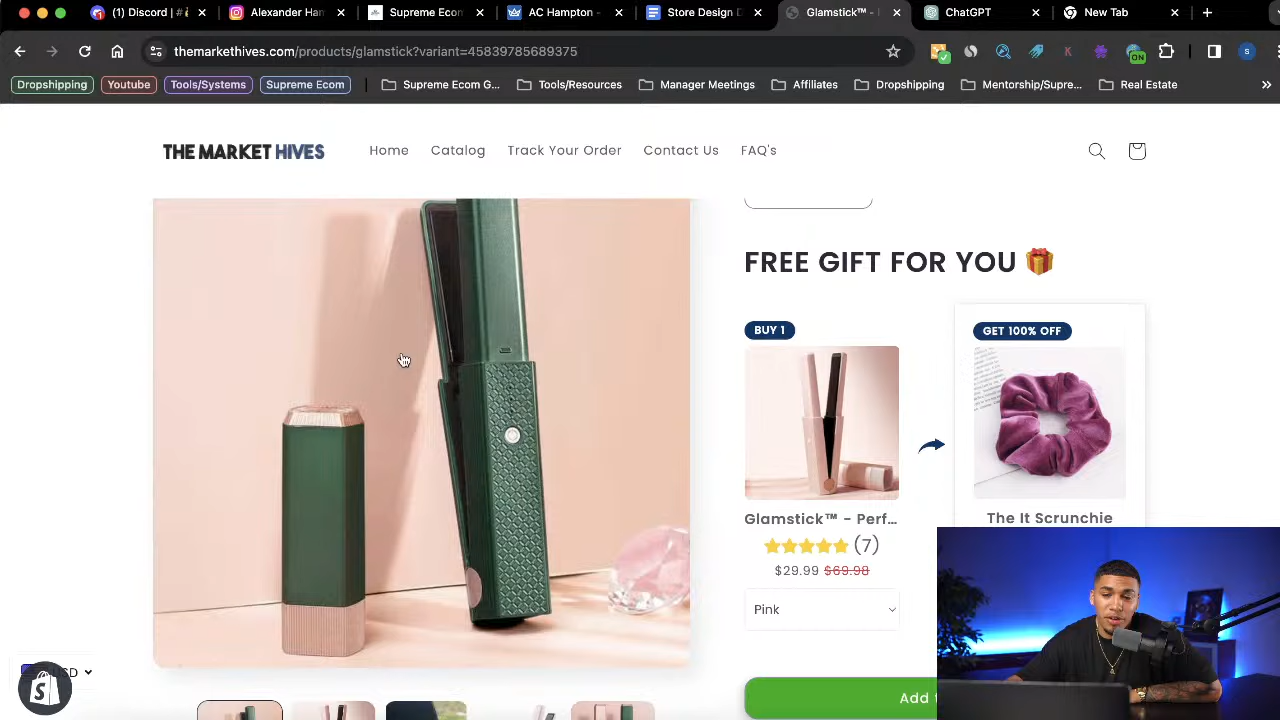 Discord | #
Alexander Ham
Supreme Ecom
AC Hampton -
Store Design D
Glamstick™ -
ChatGPT
New Tab
themarkethives.com/products/glamstick?variant=45839785689375
ON
S
Dropshipping
Youtube
Tools/Systems
Supreme Ecom
Supreme Ecom G...
Tools/Resources
Manager Meetings
Affiliates
Dropshipping
Mentorship/Supre...
Real Estate
THE MARKET HIVES
Home
Catalog
Track Your Order
Contact Us
FAQ's
FREE GIFT FOR YOU 🎁
BUY 1
GET 100% OFF
Glamstick™ - Perf...
The It Scrunchie
(7)
$29.99 $69.98
Pink
Add